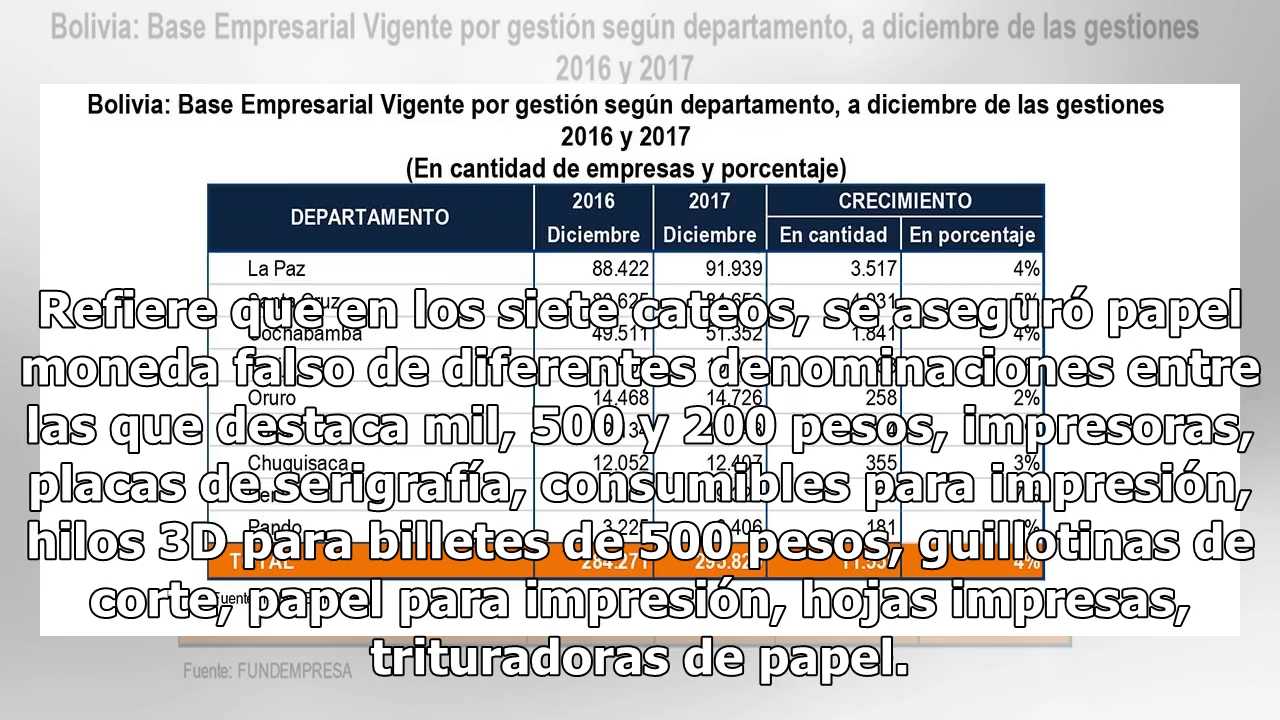 Bolivia: Base Empresarial Vigente por gestión según departamento, a diciembre de las gestiones
2016 y 2017
Bolivia: Base Empresarial Vigente por gestión según departamento, a diciembre de las gestiones
2016 y 2017
(En cantidad de empresas y porcentaje)
DEPARTAMENTO 2016 2017 CRECIMIENTO
Diciembre Diciembre En cantidad En porcentaje
La Paz 88.422 91.939 3.517 4%
Refiere que en los siete cateos, se aseguró papel
Cochabamba 49.511 51.352 1.841 4%
moneda falso de diferentes denominaciones entre
Oruro 14.468 14.726 258 2%
las que destaca mil, 500 y 200 pesos, impresoras,
Chuquisaca 12.052 12.407 355 3%
placas de serigrafía, consumibles para impresión,
Pando 181
hilos 3D para billetes de 500 pesos, guillotinas de
TOTAL 4%
corte, papel para impresión, hojas impresas,
trituradoras de papel.
Fuente: FUNDEMPRESA